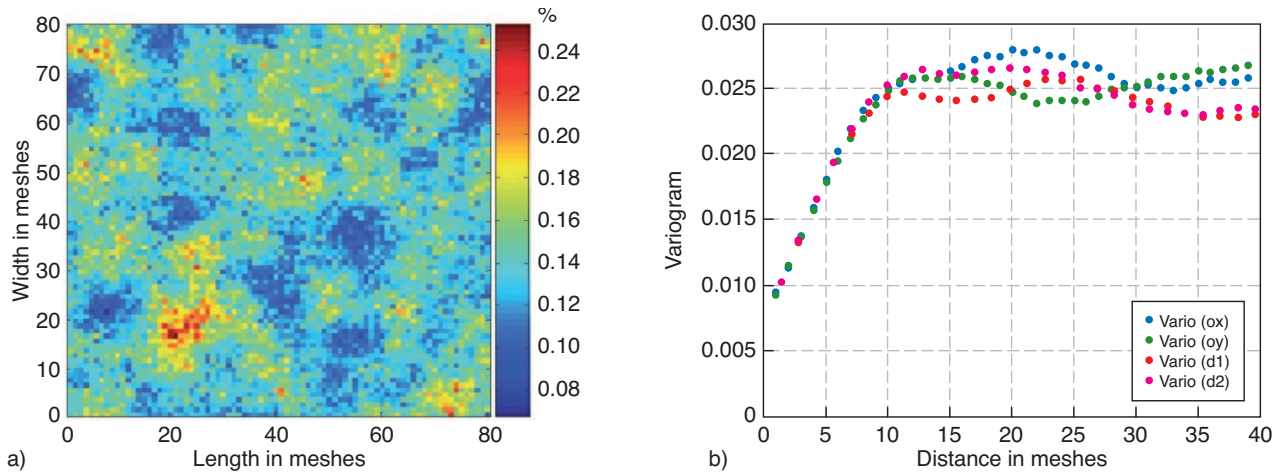 %
80
70
60
50
40
30
20
10
0
Width in meshes
0 20 40 60 80
Length in meshes
a)
0.24
0.22
0.20
0.18
0.16
0.14
0.12
0.10
0.08
0.030
0.025
0.020
0.015
0.010
0.005
0
Variogram
0 5 10 15 20 25 30 35 40
Distance in meshes
b)
Vario (ox)
Vario (oy)
Vario (d1)
Vario (d2)